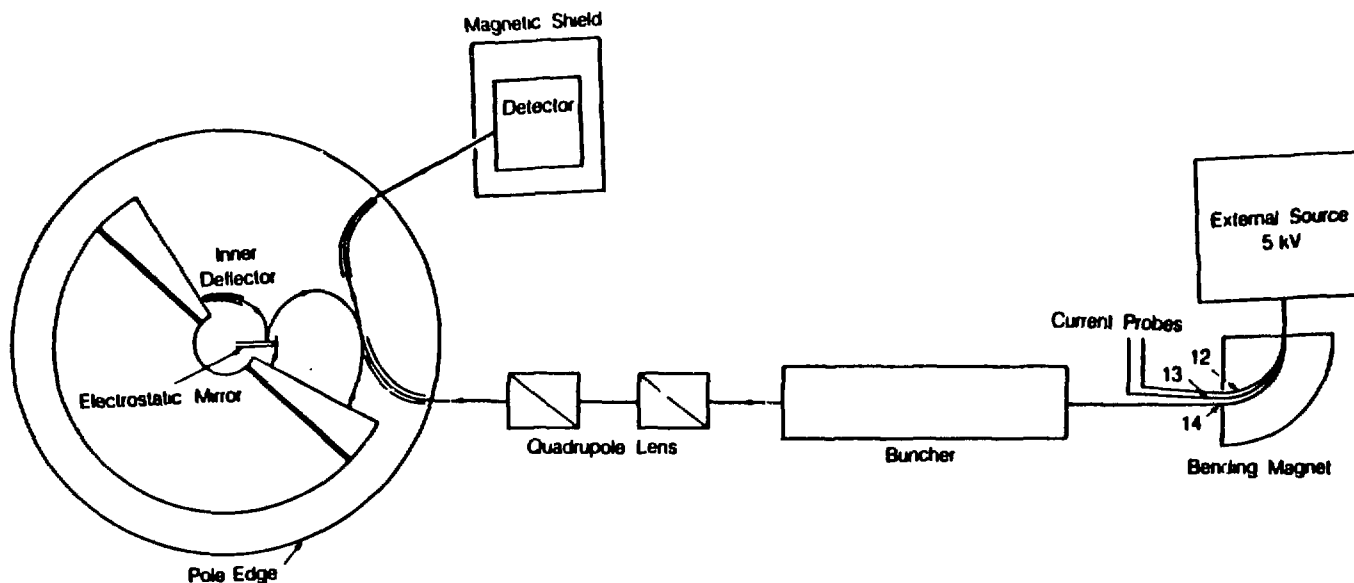 Magnetic Shield
Detector
External Source
5 kV
Inner
Deflector
Current Probes
12
13
14
Electrostatic Mirror
Quadrupole Lens
Buncher
Bending Magnet
Pole Edge